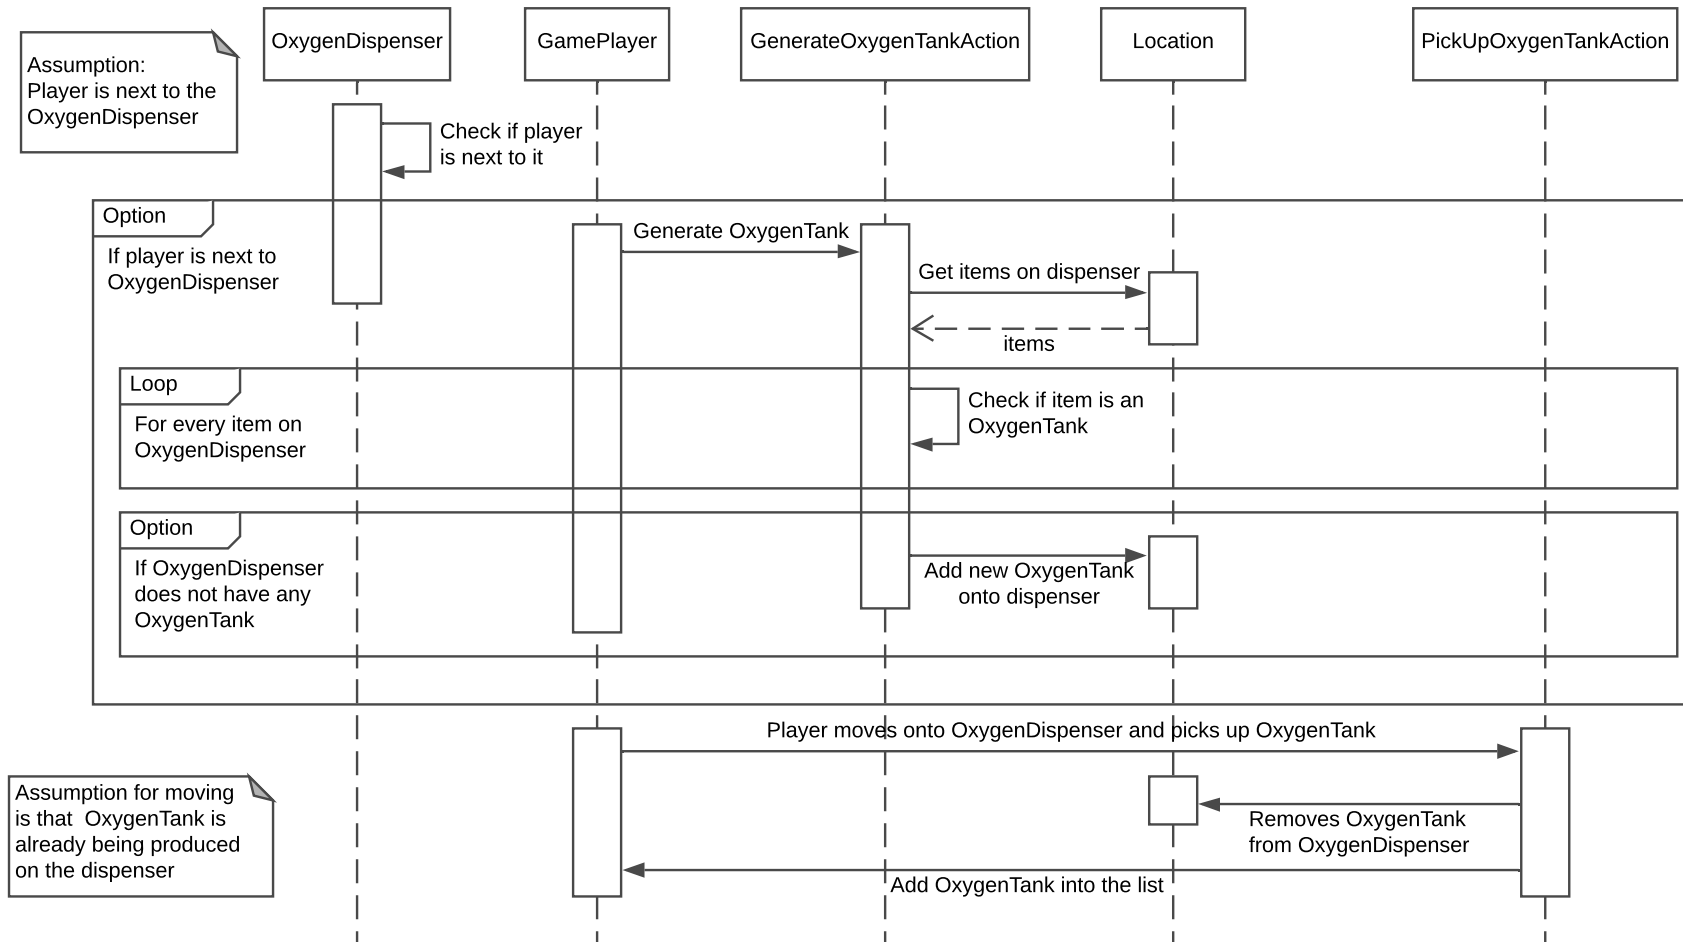 OxygenDispenser
GamePlayer
GenerateOxygenTankAction
Location
PickUpOxygenTankAction
Assumption:
Player is next to the
OxygenDispenser
Check if player
is next to it
Option
If player is next to
OxygenDispenser
Generate OxygenTank
Get items on dispenser
items
Loop
For every item on
OxygenDispenser
Check if item is an
OxygenTank
Option
If OxygenDispenser
does not have any
OxygenTank
Add new OxygenTank
onto dispenser
Player moves onto OxygenDispenser and picks up OxygenTank
Assumption for moving
is that  OxygenTank is
already being produced
on the dispenser
Removes OxygenTank
from OxygenDispenser
Add OxygenTank into the list